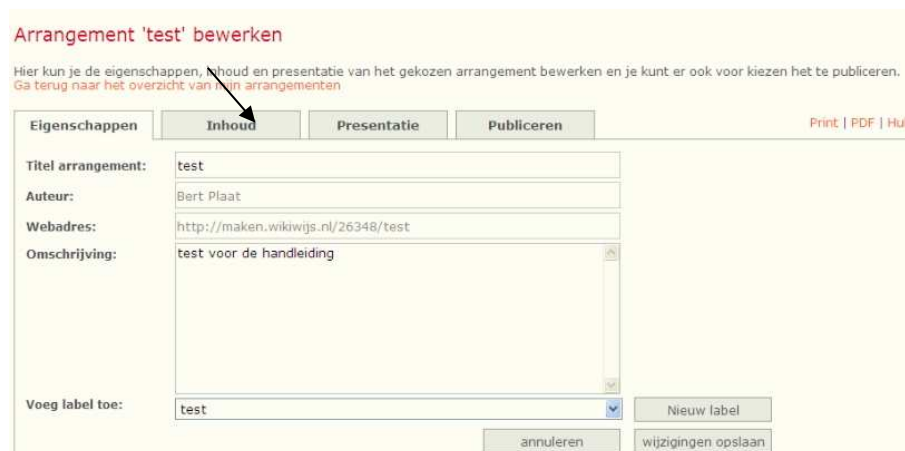 Arrangement 'test' bewerken
Hier kun je de eigenschappen, inhoud en presentatie van het gekozen arrangement bewerken en je kunt er ook voor kiezen het te publiceren.
Ga terug naar het overzicht van mijn arrangementen
Eigenschappen Inhoud Presentatie Publiceren Print | PDF | Hul
Titel arrangement: test
Auteur: Bert Plaat
Webadres: http://maken.wikiwijs.nl/26348/test
Omschrijving: test voor de handleiding
Voeg label toe: test Nieuw label
annuleren wijzigingen opslaan